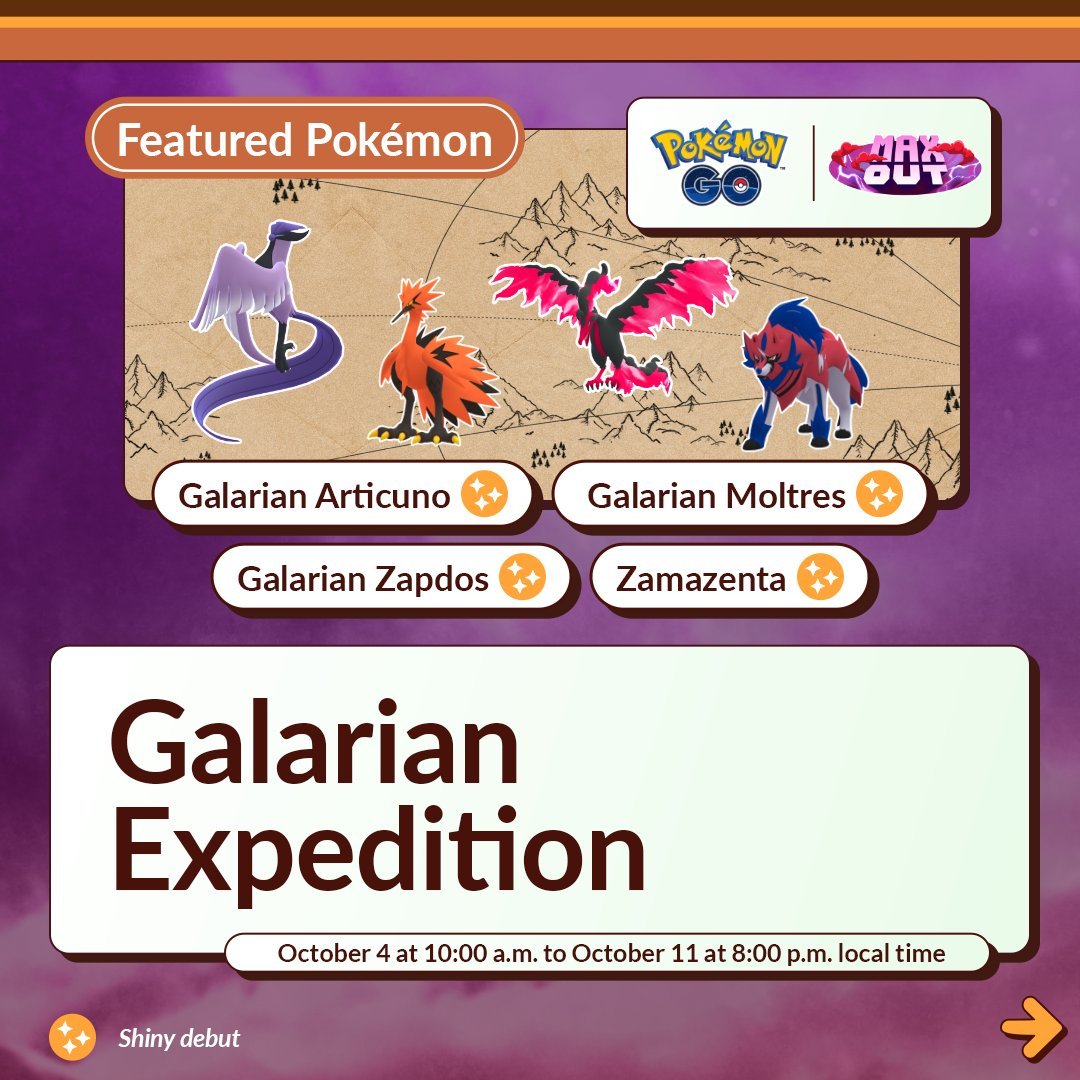 Featured Pokémon
POKéMON
GO
MAX
OUT
Galarian Articuno
Galarian Moltres
Galarian Zapdos
Zamazenta
Galarian
Expedition
October 4 at 10:00 a.m. to October 11 at 8:00 p.m. local time
Shiny debut